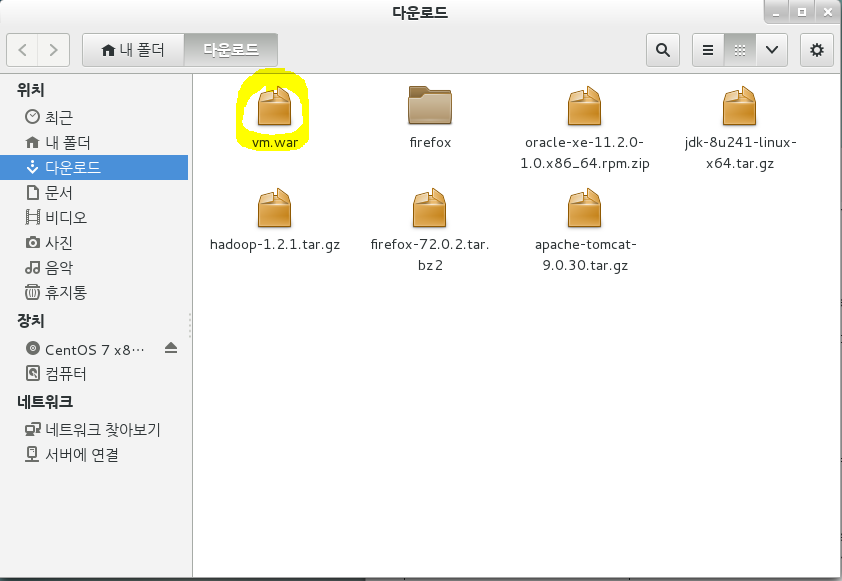 다운로드
내 폴더
다운로드
위치
최근
내 폴더
다운로드
문서
비디오
사진
음악
휴지통
장치
CentOS 7 x8…
컴퓨터
네트워크
네트워크 찾아보기
서버에 연결
vm.war
firefox
oracle-xe-11.2.0-
1.0.x86_64.rpm.zip
jdk-8u241-linux-
x64.tar.gz
hadoop-1.2.1.tar.gz
firefox-72.0.2.tar.
bz2
apache-tomcat-
9.0.30.tar.gz